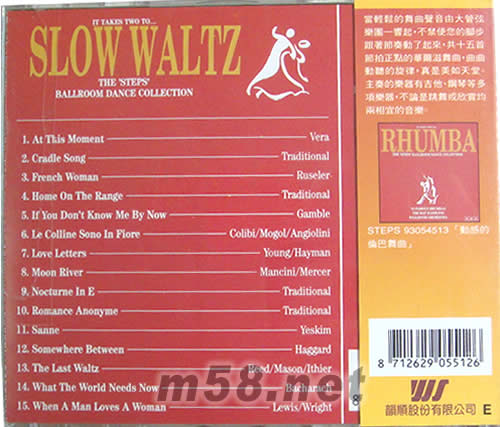 IT TAKES TWO TO...
SLOW WALTZ
THE 'STEPS'
BALLROOM DANCE COLLECTION
1. At This Moment Vera
2. Cradle Song Traditional
3. French Woman Ruseler
4. Home On The Range Traditional
5. If You Don't Know Me By Now Gamble
6. Le Colline Sono In Fiore Colibi/Mogol/Angiolini
7. Love Letters Young/Hayman
8. Moon River Mancini/Mercer
9. Nocturne In E Traditional
10. Romance Anonyme Traditional
11. Sanne Yeskim
12. Somewhere Between Haggard
13. The Last Waltz Reed/Mason/Ithier
14. What The World Needs Now Bacharach
15. When A Man Loves A Woman Lewis/Wright
m58.net
當輕鬆的舞曲聲音由大管弦
樂團一響起，不禁使您的腳步
跟著節奏動了起來，共十五首
節拍正點的華爾滋舞曲，曲曲
動聽的旋律，真是美如天堂。
主奏的樂器有吉他、鋼琴等多
項樂器，不論是跳舞或欣賞均
兩相宜的音樂。
RHUMBA
THE 'STEPS' BALLROOM DANCE COLLECTION
STEPS 93054513「動感的
倫巴舞曲」
8 712629 055126
韻順股份有限公司 E